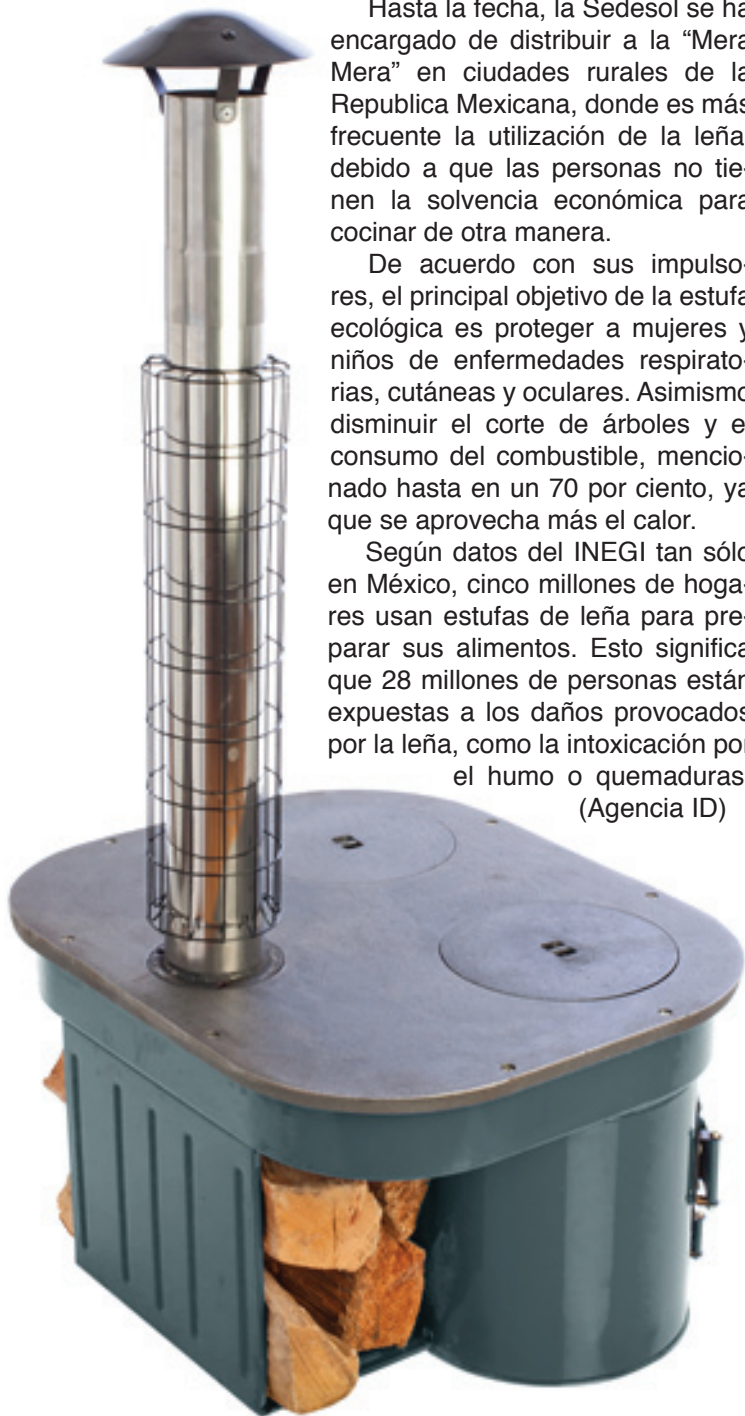 Hasta la fecha, la Sedesol se ha
encargado de distribuir a la “Mera
Mera” en ciudades rurales de la
Republica Mexicana, donde es más
frecuente la utilización de la leña
debido a que las personas no tie-
nen la solvencia económica para
cocinar de otra manera.
De acuerdo con sus impulso-
res, el principal objetivo de la estufa
ecológica es proteger a mujeres y
niños de enfermedades respirato-
rias, cutáneas y oculares. Asimismo
disminuir el corte de árboles y el
consumo del combustible, mencio-
nado hasta en un 70 por ciento, ya
que se aprovecha más el calor.
Según datos del INEGI tan sólo
en México, cinco millones de hoga-
res usan estufas de leña para pre-
parar sus alimentos. Esto significa
que 28 millones de personas están
expuestas a los daños provocados
por la leña, como la intoxicación por
el humo o quemaduras
(Agencia ID)